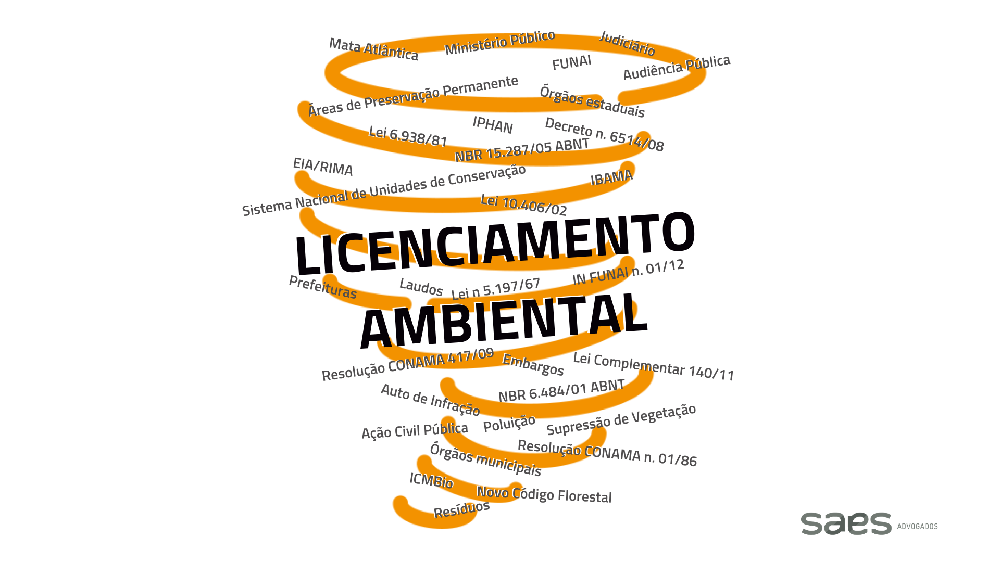 Mata Atlântica
Ministério Público
Judiciário
FUNAI
Audiência Pública
Áreas de Preservação Permanente
Órgãos estaduais
IPHAN
Decreto n. 6514/08
Lei 6.938/81
NBR 15.287/05 ABNT
EIA/RIMA
Sistema Nacional de Unidades de Conservação
IBAMA
Lei 10.406/02
LICENCIAMENTO
Prefeituras
Laudos
Lei n 5.197/67
IN FUNAI n. 01/12
AMBIENTAL
Resolução CONAMA 417/09
Embargos
Lei Complementar 140/11
Auto de Infração
NBR 6.484/01 ABNT
Ação Civil Pública
Poluição
Supressão de Vegetação
Órgãos municipais
Resolução CONAMA n. 01/86
ICMBio
Novo Código Florestal
Resíduos
saes ADVOGADOS